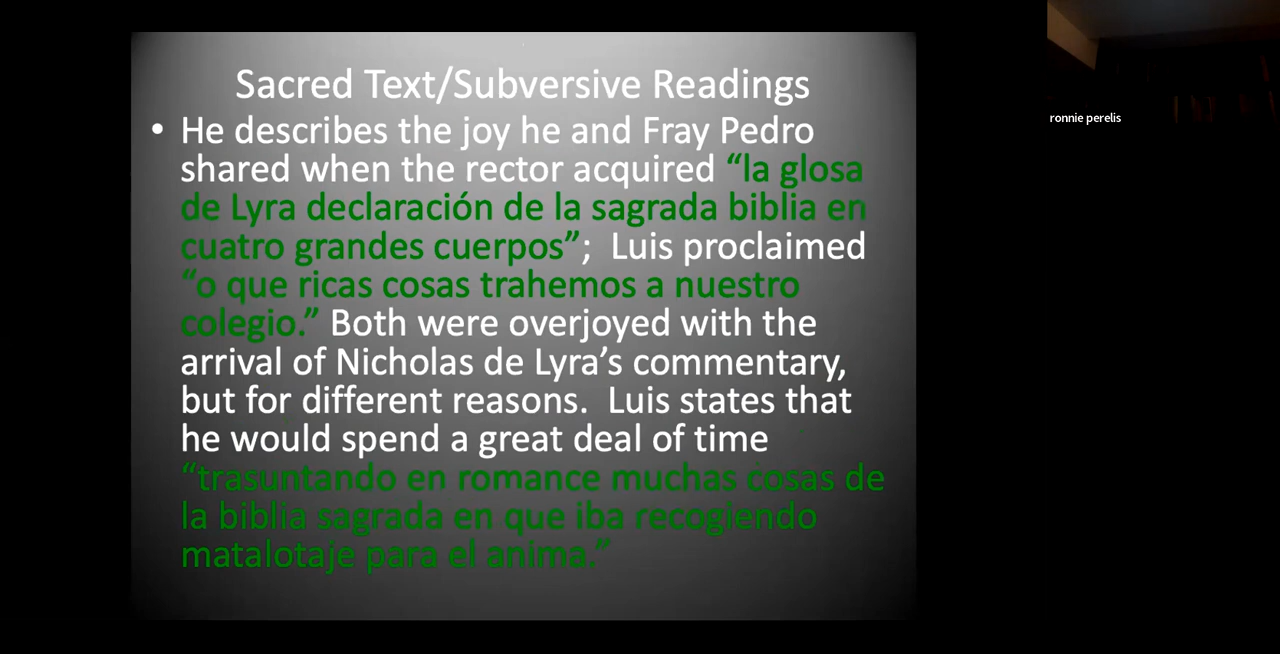 Sacred Text/Subversive Readings
• He describes the joy he and Fray Pedro
shared when the rector acquired “la glosa
de Lyra declaración de la sagrada biblia en
cuatro grandes cuerpos”;  Luis proclaimed
“o que ricas cosas trahemos a nuestro
colegio.” Both were overjoyed with the
arrival of Nicholas de Lyra’s commentary,
but for different reasons.  Luis states that
he would spend a great deal of time
“trasuntando en romance muchas cosas de
la biblia sagrada en que iba recogiendo
matalotaje para el anima.”
ronnie perelis